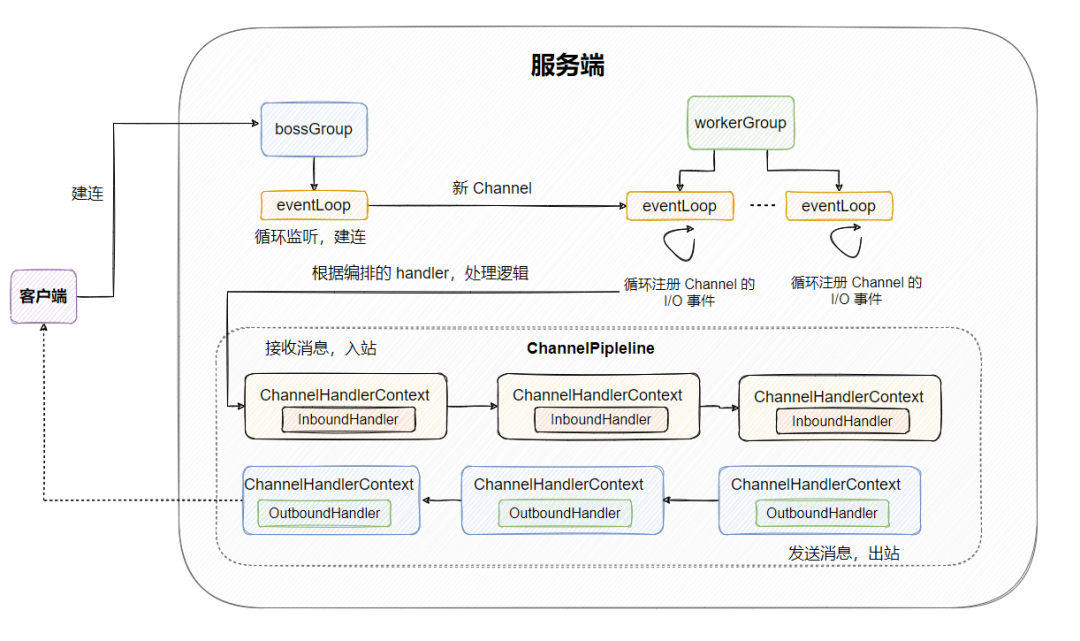 服务端
bossGroup
workerGroup
建连
eventLoop
新 Channel
eventLoop
eventLoop
循环监听，建连
根据编排的 handler，处理逻辑
循环注册 Channel 的
I/O 事件
循环注册 Channel 的
I/O 事件
客户端
接收消息，入站
ChannelPipleline
ChannelHandlerContext
InboundHandler
ChannelHandlerContext
InboundHandler
ChannelHandlerContext
InboundHandler
ChannelHandlerContext
OutboundHandler
ChannelHandlerContext
OutboundHandler
ChannelHandlerContext
OutboundHandler
发送消息，出站